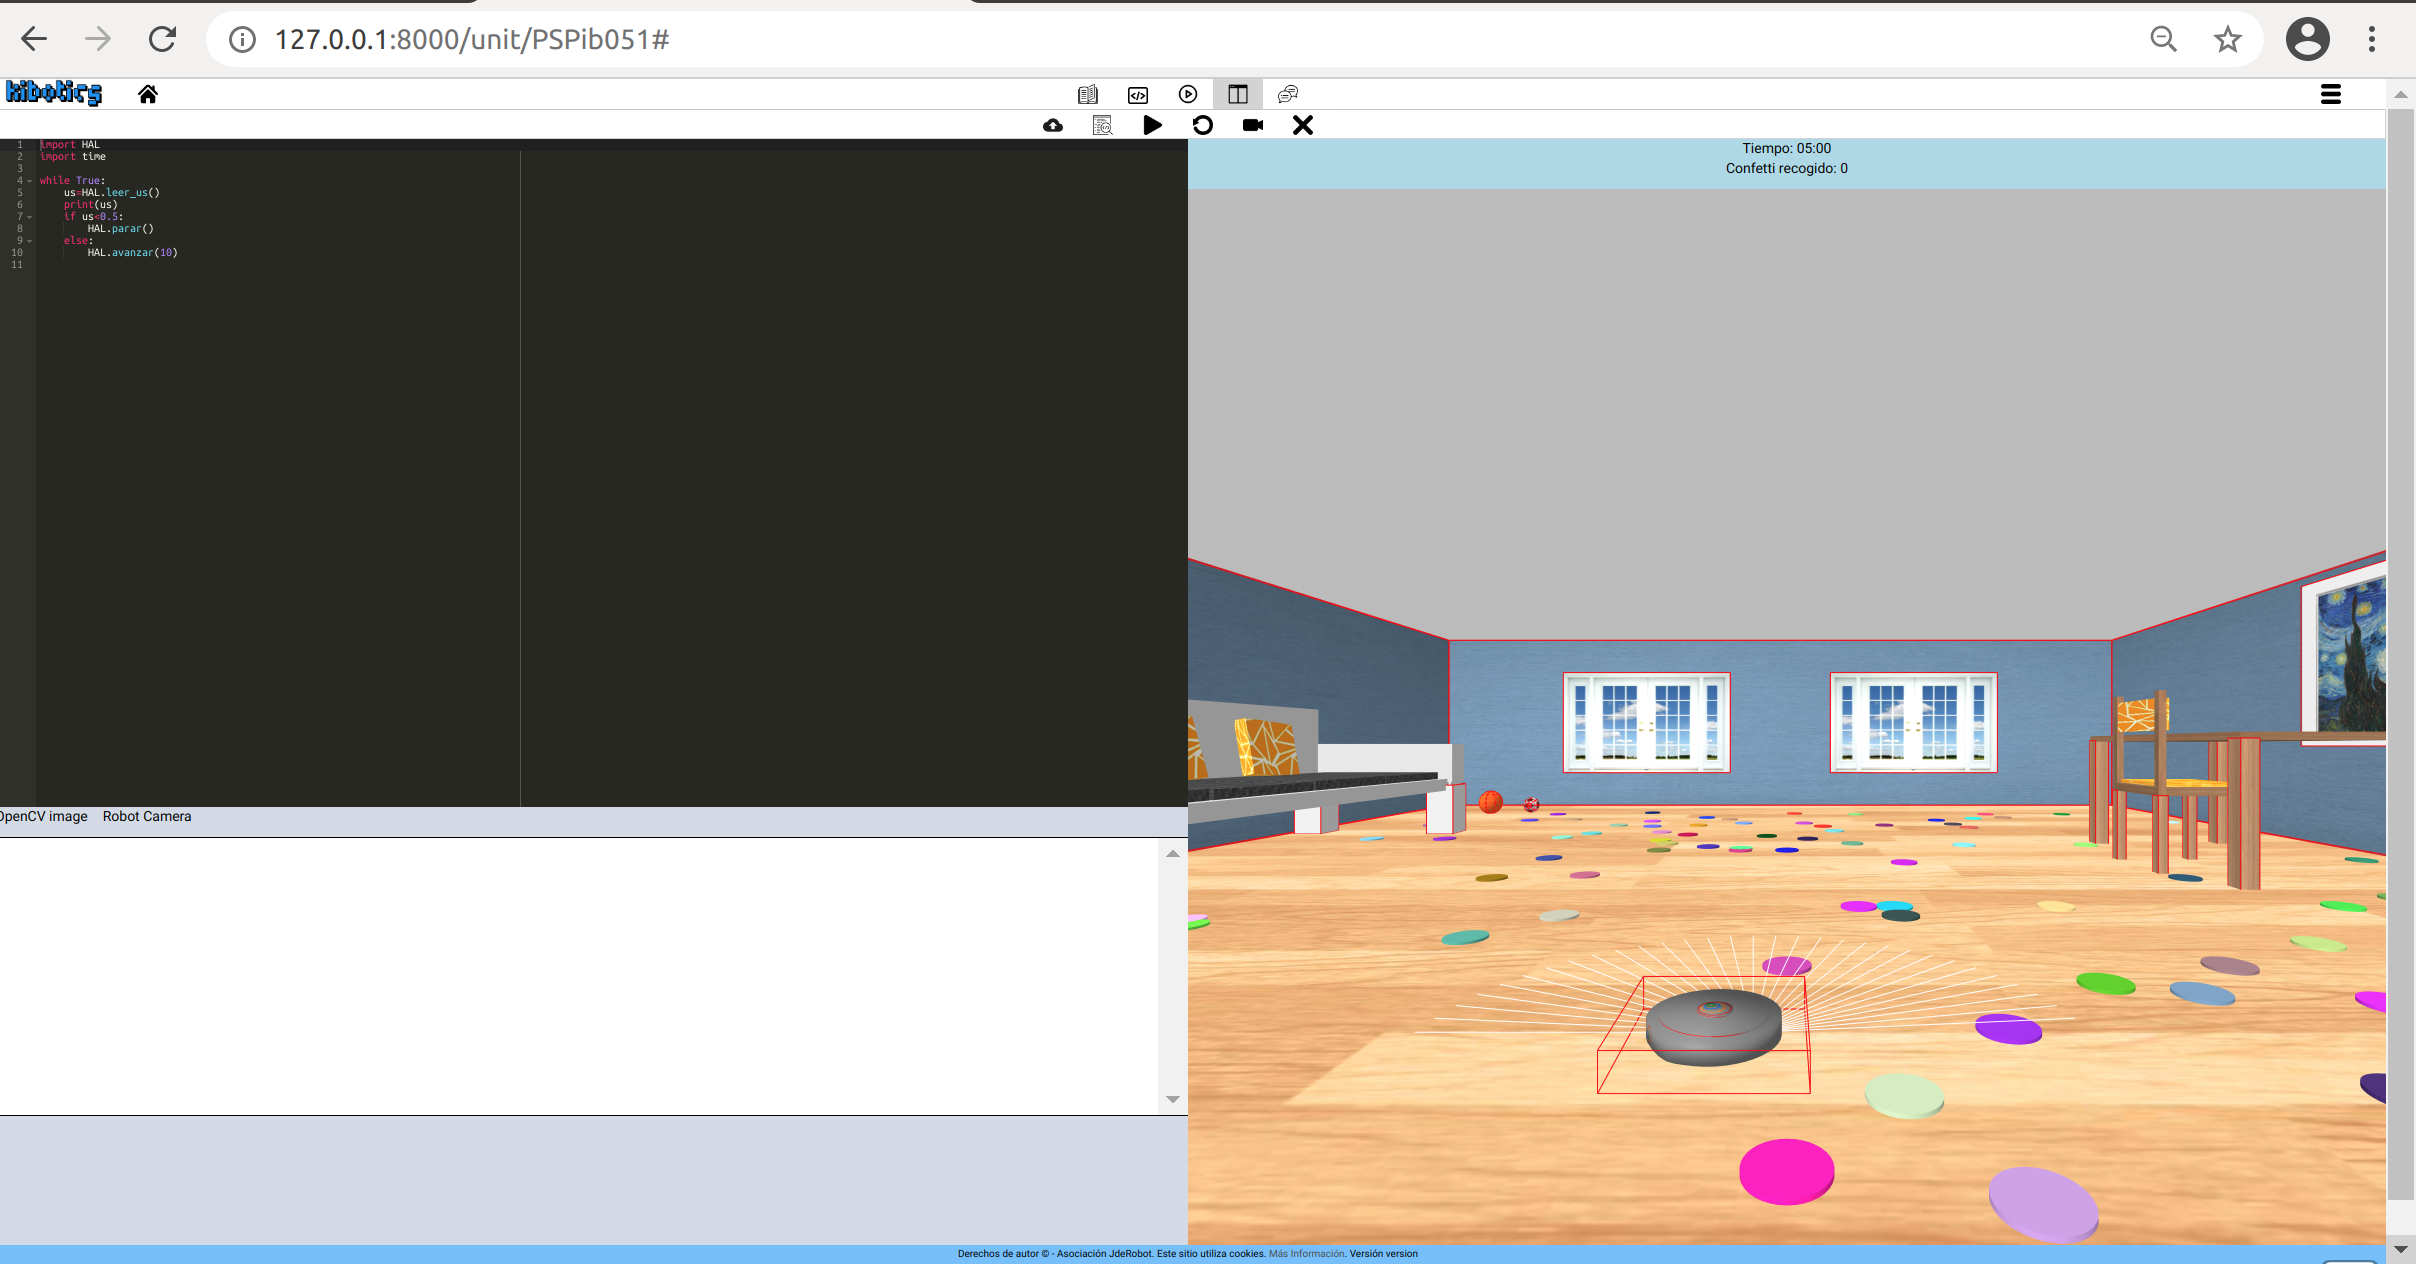 127.0.0.1:8000/unit/PSPib051#
kibotics
1 import HAL
2 import time
3
4 while True:
5 us=HAL.leer_us()
6 print(us)
7 if us<0.5:
8 HAL.parar()
9 else:
10 HAL.avanzar(10)
11
Tiempo: 05:00
Confetti recogido: 0
OpenCV image Robot Camera
Derechos de autor © - Asociación JdeRobot. Este sitio utiliza cookies. Más Información. Versión version